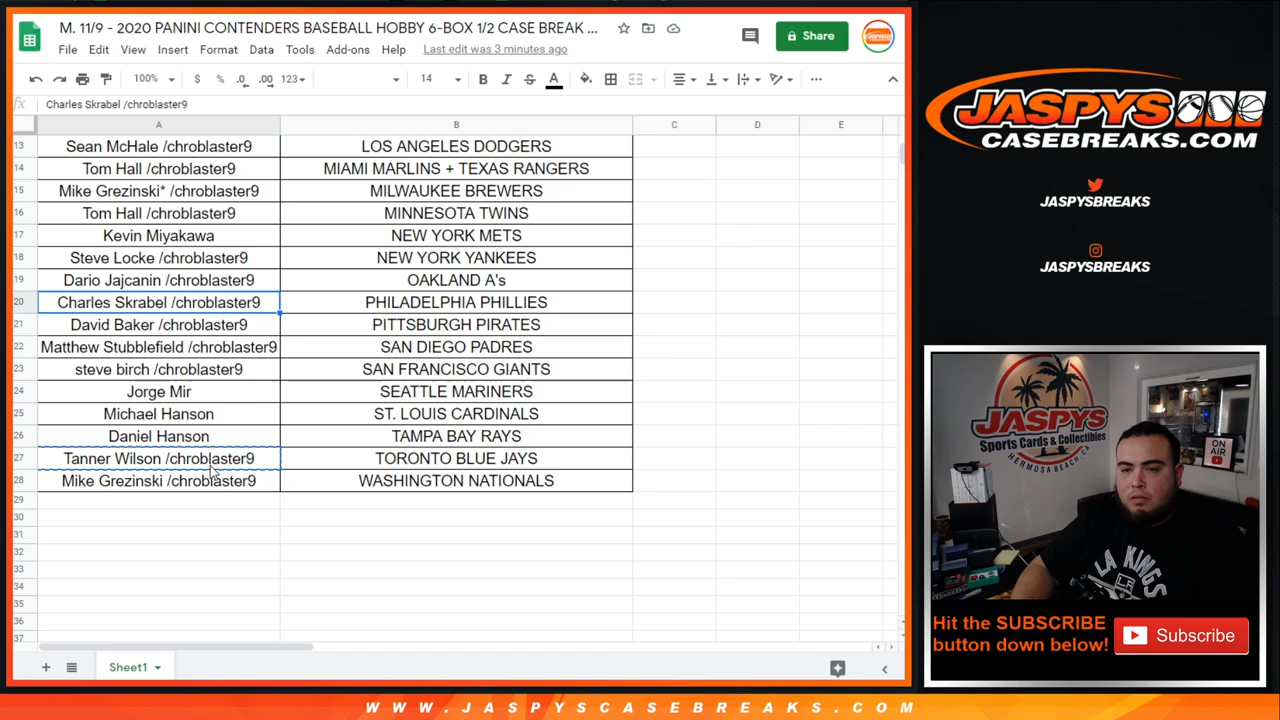 M. 11/9 - 2020 PANINI CONTENDERS BASEBALL HOBBY 6-BOX 1/2 CASE BREAK ...
Share
File Edit View Insert Format Data Tools Add-ons Help Last edit was 3 minutes ago
100% $ % .0 .00 123 14 B I S A
fx Charles Skrabel /chroblaster9
A B C D E
13 Sean McHale /chroblaster9 LOS ANGELES DODGERS
14 Tom Hall /chroblaster9 MIAMI MARLINS + TEXAS RANGERS
15 Mike Grezinski* /chroblaster9 MILWAUKEE BREWERS
16 Tom Hall /chroblaster9 MINNESOTA TWINS
17 Kevin Miyakawa NEW YORK METS
18 Steve Locke /chroblaster9 NEW YORK YANKEES
19 Dario Jajcanin /chroblaster9 OAKLAND A's
20 Charles Skrabel /chroblaster9 PHILADELPHIA PHILLIES
21 David Baker /chroblaster9 PITTSBURGH PIRATES
22 Matthew Stubblefield /chroblaster9 SAN DIEGO PADRES
23 steve birch /chroblaster9 SAN FRANCISCO GIANTS
24 Jorge Mir SEATTLE MARINERS
25 Michael Hanson ST. LOUIS CARDINALS
26 Daniel Hanson TAMPA BAY RAYS
27 Tanner Wilson /chroblaster9 TORONTO BLUE JAYS
28 Mike Grezinski /chroblaster9 WASHINGTON NATIONALS
29
30
31
32
33
34
35
36
37
Sheet1
JASPYS
CASEBREAKS.COM
JASPYSBREAKS
JASPYSBREAKS
JASPYS
Sports Cards & Collectibles
HERMOSA BEACH CA
ON AIR
LA KINGS
Hit the SUBSCRIBE
button down below!
Subscribe
WWW.JASPYSCASEBREAKS.COM